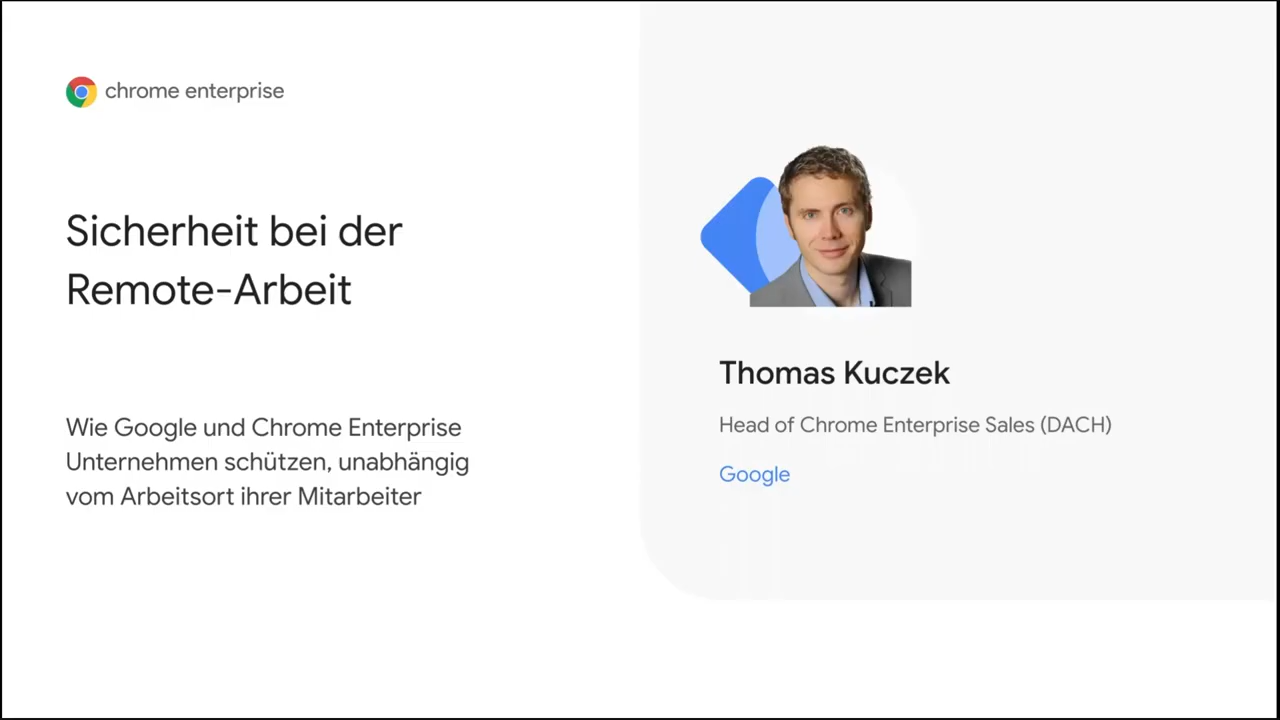 chrome enterprise
Sicherheit bei der
Remote-Arbeit
Wie Google und Chrome Enterprise
Unternehmen schützen, unabhängig
vom Arbeitsort ihrer Mitarbeiter
Thomas Kuczek
Head of Chrome Enterprise Sales (DACH)
Google